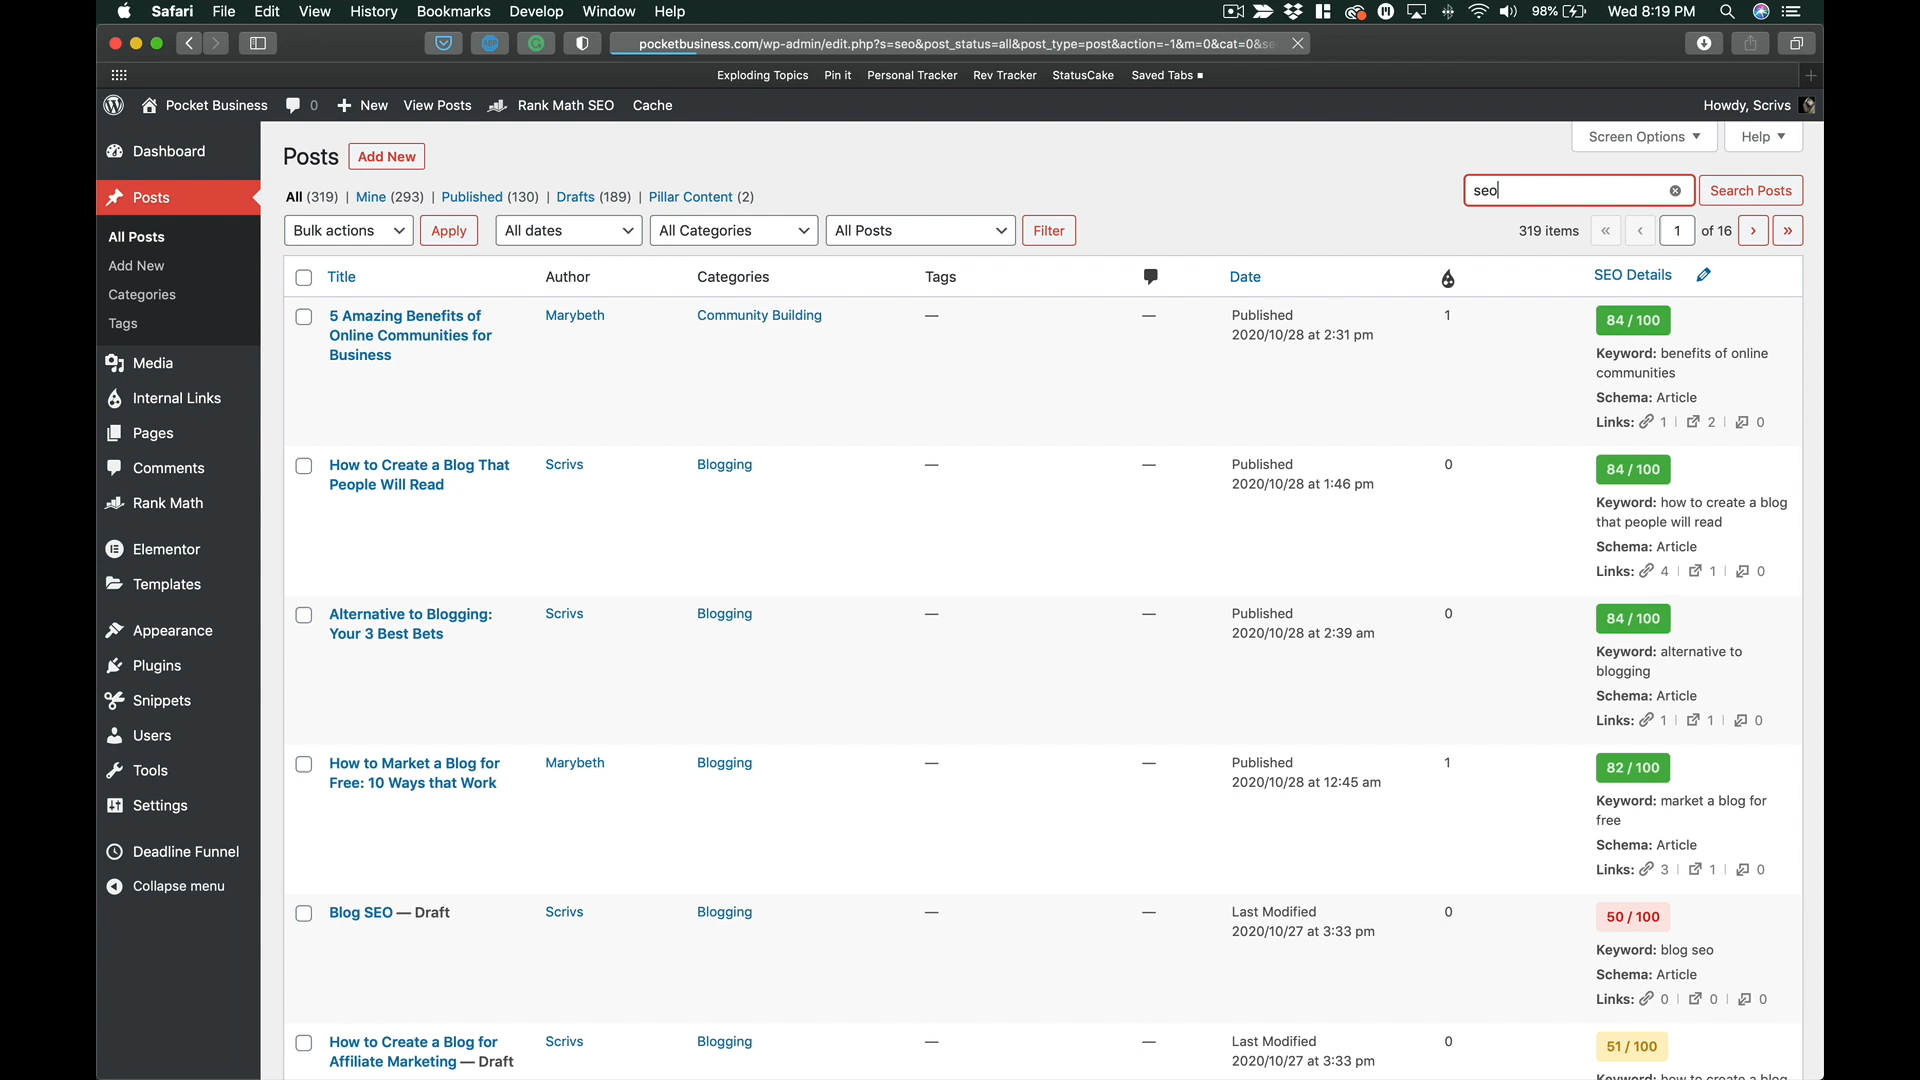 Safari File Edit View History Bookmarks Develop Window Help 98% Wed 8:19 PM
pocketbusiness.com/wp-admin/edit.php?s=seo&post_status=all&post_type=post&action=-1&m=0&cat=0&se
Exploding Topics Pin it Personal Tracker Rev Tracker StatusCake Saved Tabs
Pocket Business 0 New View Posts Rank Math SEO Cache Howdy, Scrivs
Screen Options Help
Dashboard
Posts
All Posts
Add New
Categories
Tags
Media
Internal Links
Pages
Comments
Rank Math
Elementor
Templates
Appearance
Plugins
Snippets
Users
Tools
Settings
Deadline Funnel
Collapse menu
Posts Add New
All (319) | Mine (293) | Published (130) | Drafts (189) | Pillar Content (2)
seo Search Posts
Bulk actions Apply All dates All Categories All Posts Filter 319 items « ‹ 1 of 16 › »
Title Author Categories Tags Date SEO Details
5 Amazing Benefits of
Online Communities for
Business
Marybeth
Community Building
—
—
Published
2020/10/28 at 2:31 pm
1
84 / 100
Keyword: benefits of online
communities
Schema: Article
Links: 1 | 2 | 0
How to Create a Blog That
People Will Read
Scrivs
Blogging
—
—
Published
2020/10/28 at 1:46 pm
0
84 / 100
Keyword: how to create a blog
that people will read
Schema: Article
Links: 4 | 1 | 0
Alternative to Blogging:
Your 3 Best Bets
Scrivs
Blogging
—
—
Published
2020/10/28 at 2:39 am
0
84 / 100
Keyword: alternative to
blogging
Schema: Article
Links: 1 | 1 | 0
How to Market a Blog for
Free: 10 Ways that Work
Marybeth
Blogging
—
—
Published
2020/10/28 at 12:45 am
1
82 / 100
Keyword: market a blog for
free
Schema: Article
Links: 3 | 1 | 0
Blog SEO — Draft
Scrivs
Blogging
—
—
Last Modified
2020/10/27 at 3:33 pm
0
50 / 100
Keyword: blog seo
Schema: Article
Links: 0 | 0 | 0
How to Create a Blog for
Affiliate Marketing — Draft
Scrivs
Blogging
—
—
Last Modified
2020/10/27 at 3:33 pm
0
51 / 100
Keyword: how to create a blog